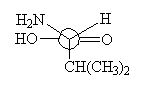 H₂N H
HO O
CH(CH₃)₂